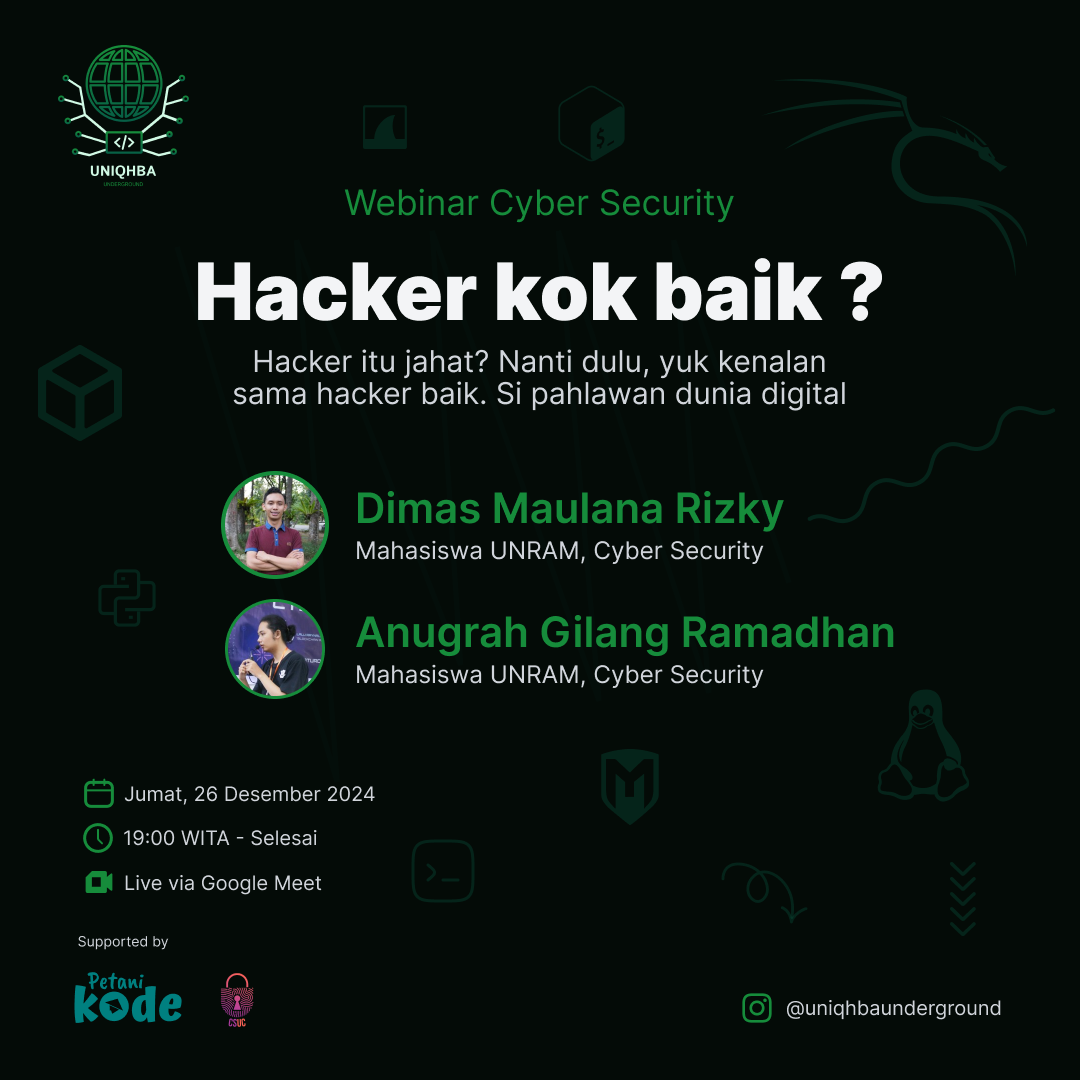 UNIQHBA
UNDERGROUND
$_
Webinar Cyber Security
Hacker kok baik ?
Hacker itu jahat? Nanti dulu, yuk kenalan
sama hacker baik. Si pahlawan dunia digital
Dimas Maulana Rizky
Mahasiswa UNRAM, Cyber Security
Anugrah Gilang Ramadhan
Mahasiswa UNRAM, Cyber Security
Jumat, 26 Desember 2024
19:00 WITA - Selesai
Live via Google Meet
Supported by
Petani
kode
CSUC
@uniqhbaunderground